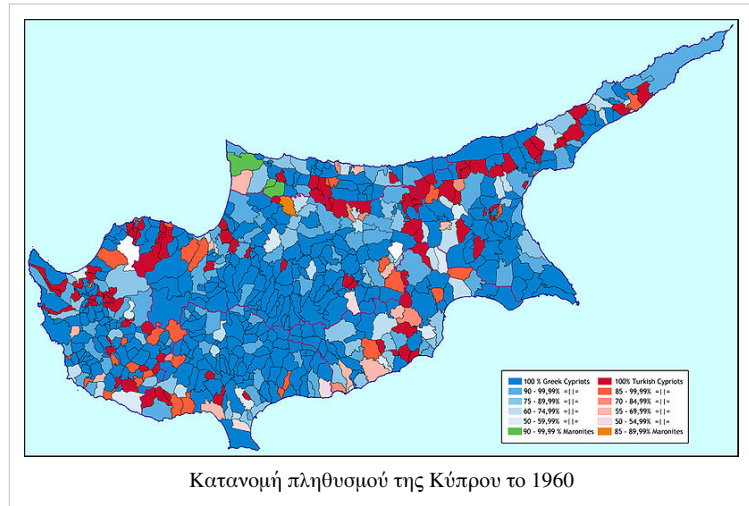 100 % Greek Cypriots
90 - 99,99% =||=
75 - 89,99% =||=
60 - 74,99% =||=
50 - 59,99% =||=
90 - 99,99 % Maronites
100% Turkish Cypriots
85 - 99,99% =||=
70 - 84,99% =||=
55 - 69,99% =||=
50 - 54,99% =||=
85 - 89,99% Maronites
Κατανομή πληθυσμού της Κύπρου το 1960